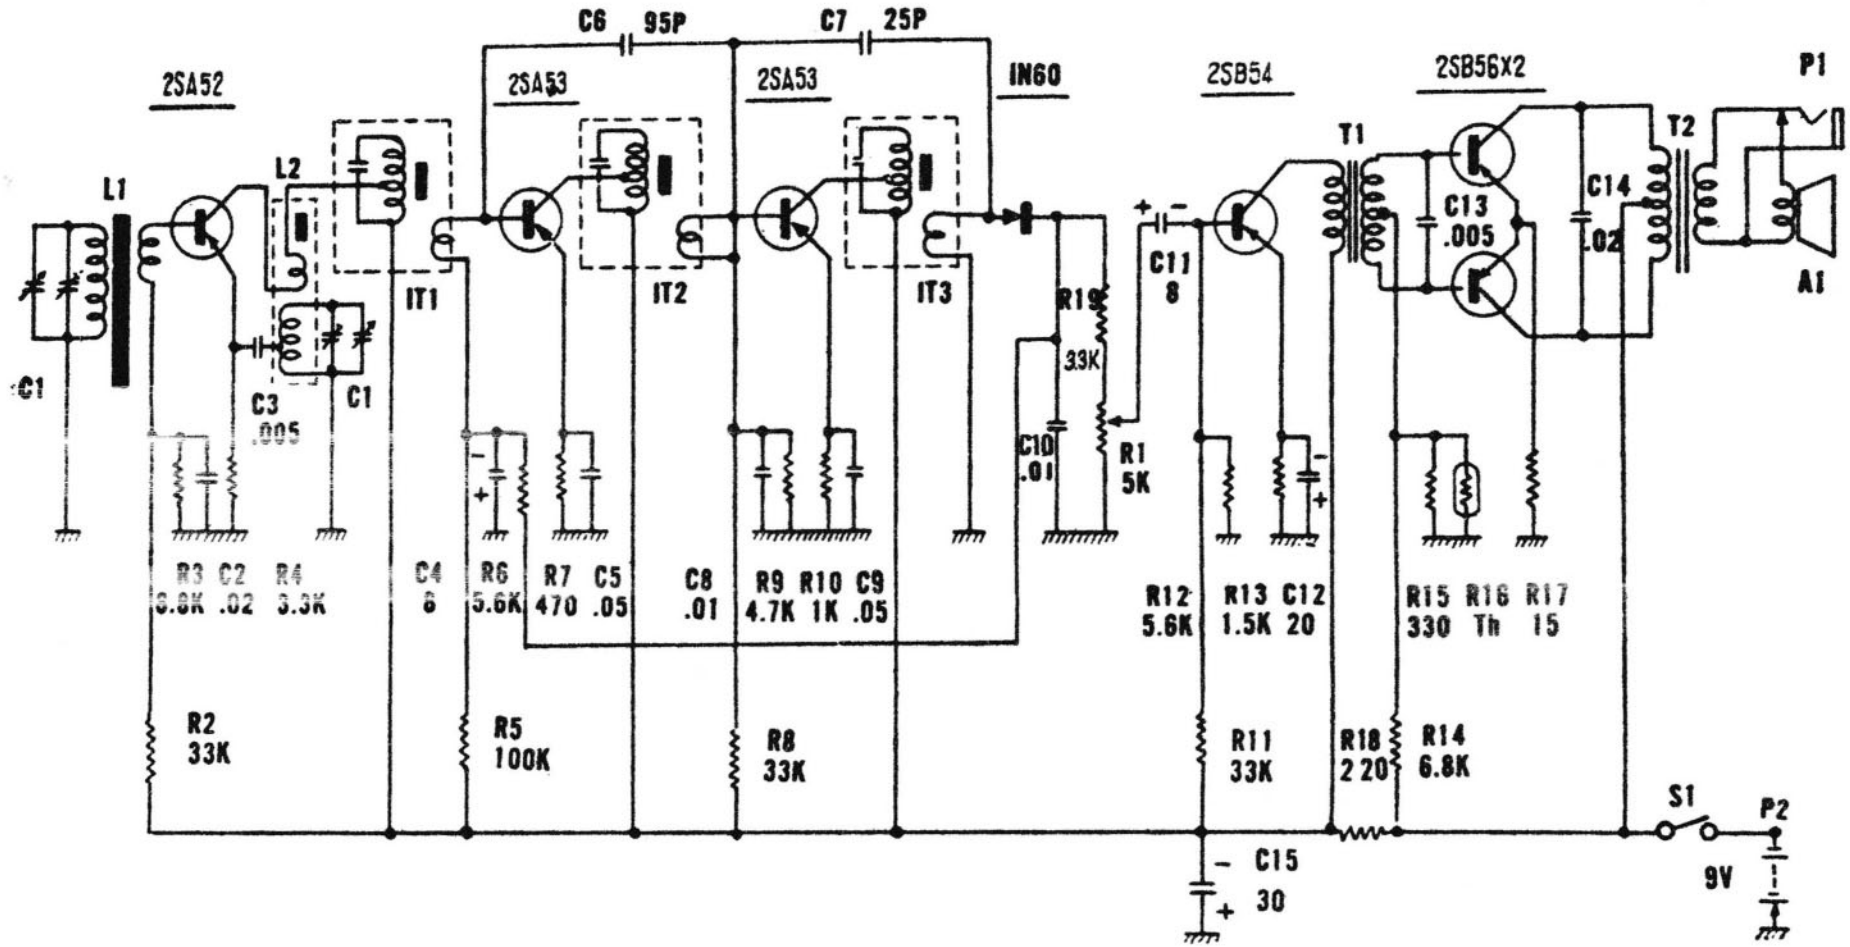 C6 95P
C7 25P
2SA52
2SA53
2SA53
IN60
2SB54
2SB56X2
P1
L1
L2
T1
T2
C13
.005
C14
.02
C11
8
IT1
IT2
IT3
R19
33K
A1
C1
C3
.005
C1
C10
.01
R1
5K
R3 C2 R4
.02 3.3K
C4
8
R6
5.6K
R7 C5
470 .05
C8
.01
R9 R10 C9
4.7K 1K .05
R12
5.6K
R13 C12
1.5K 20
R15 R16 R17
330 Th 15
R2
33K
R5
100K
R8
33K
R11
33K
R18
220
R14
6.8K
S1
P2
9V
C15
30